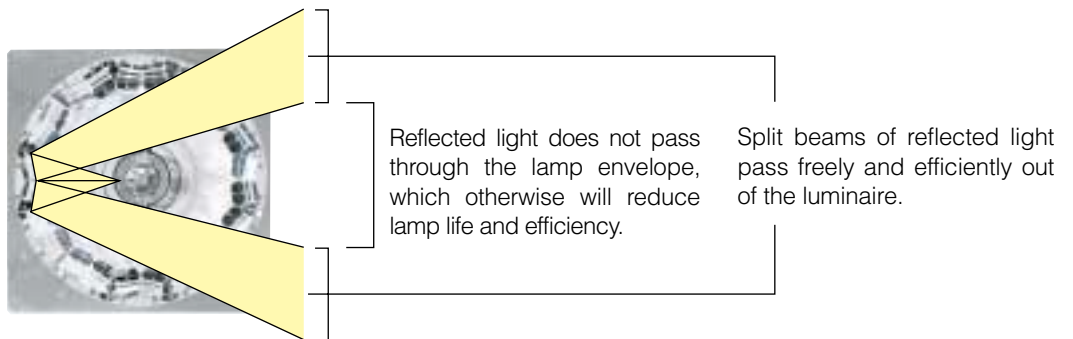 Reflected light does not pass
through the lamp envelope,
which otherwise will reduce
lamp life and efficiency.
Split beams of reflected light
pass freely and efficiently out
of the luminaire.